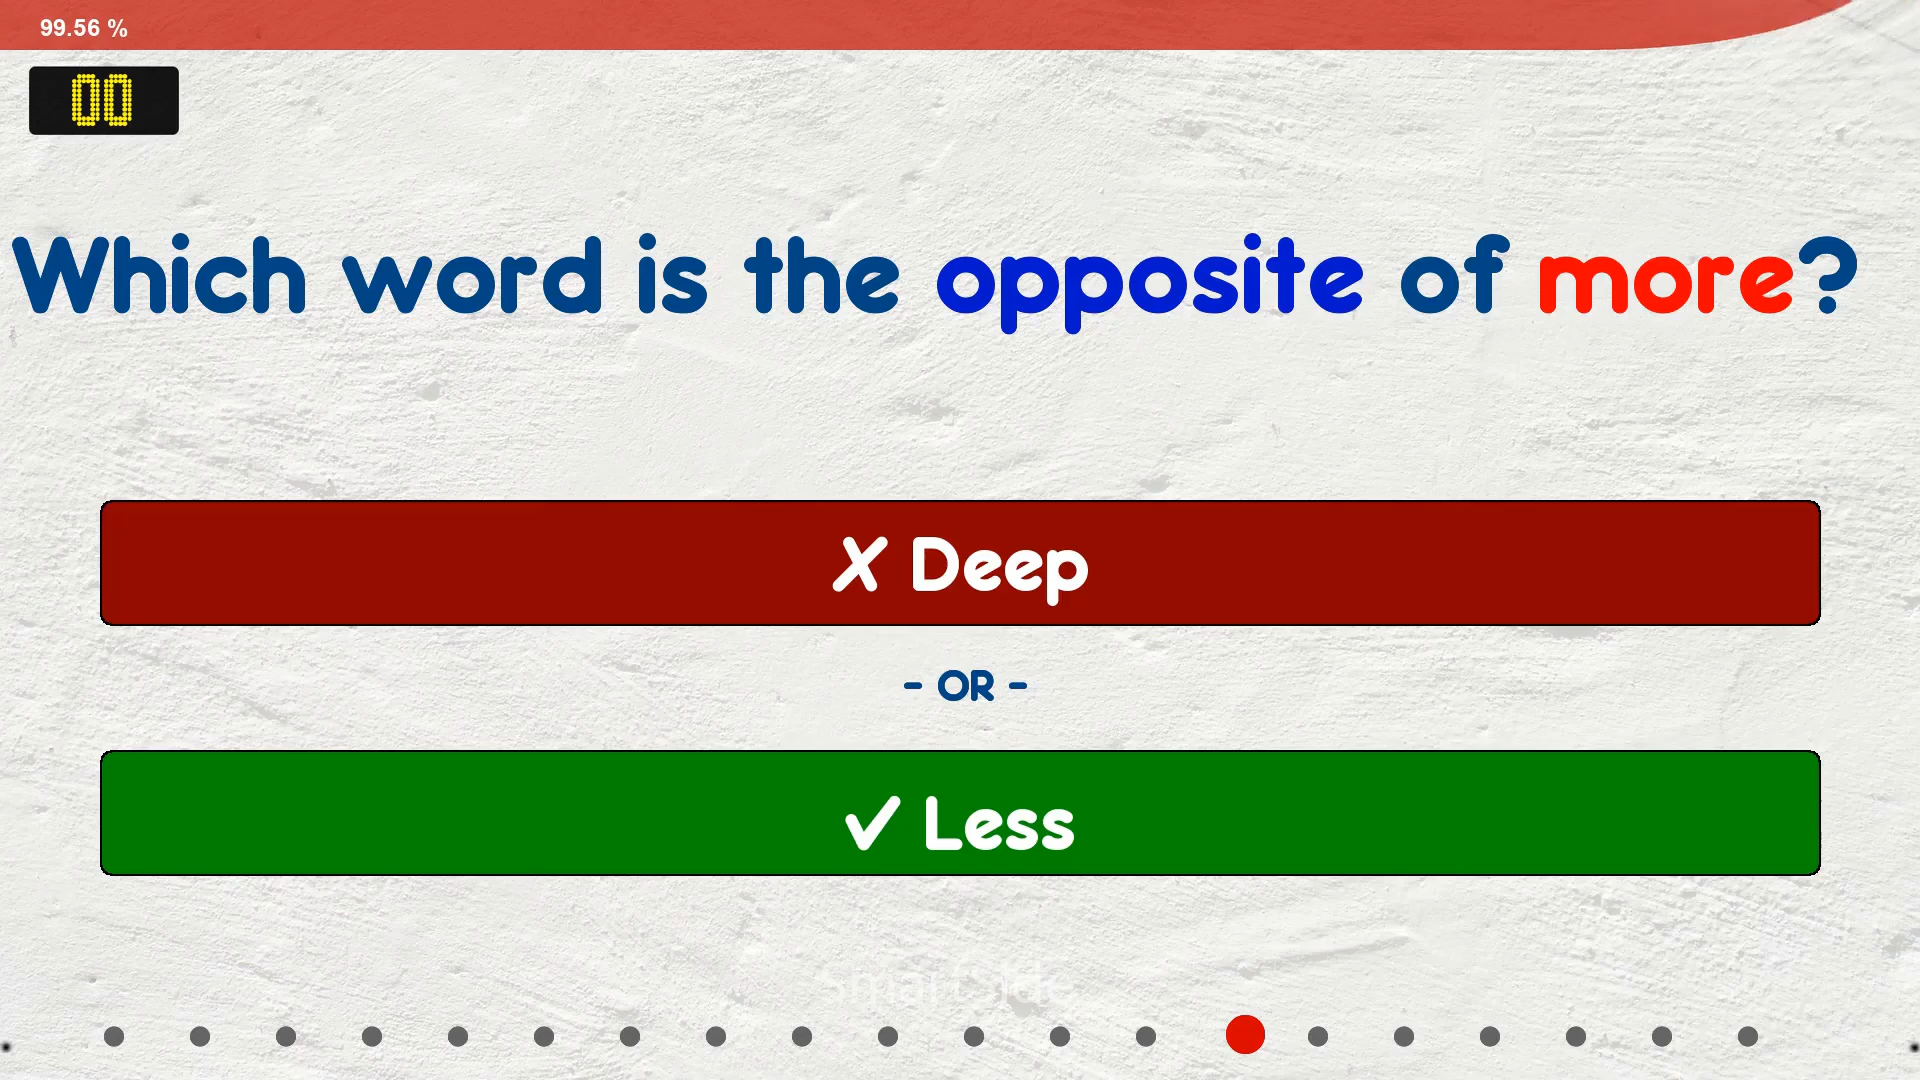 99.56 %
00
Which word is the opposite of more?
✗ Deep
- OR -
✓ Less